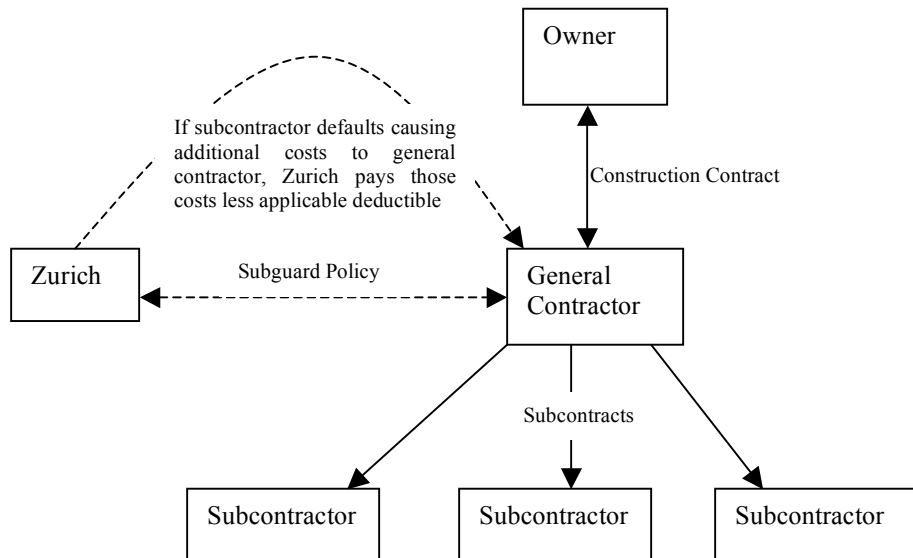 Owner
If subcontractor defaults causing
additional costs to general
contractor, Zurich pays those
costs less applicable deductible
Construction Contract
Zurich
Subguard Policy
General
Contractor
Subcontracts
Subcontractor
Subcontractor
Subcontractor